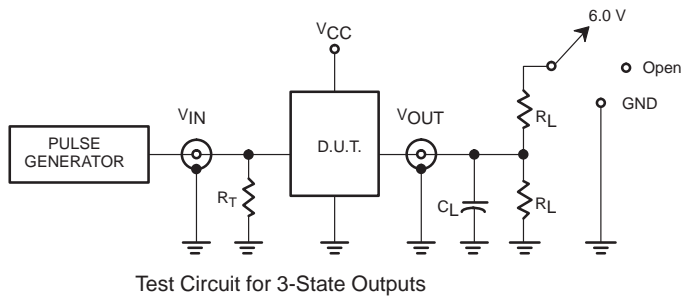 6.0 V
VCC
Open
VIN
VOUT
RL
GND
PULSE
GENERATOR
D.U.T.
RT
CL
RL
Test Circuit for 3-State Outputs